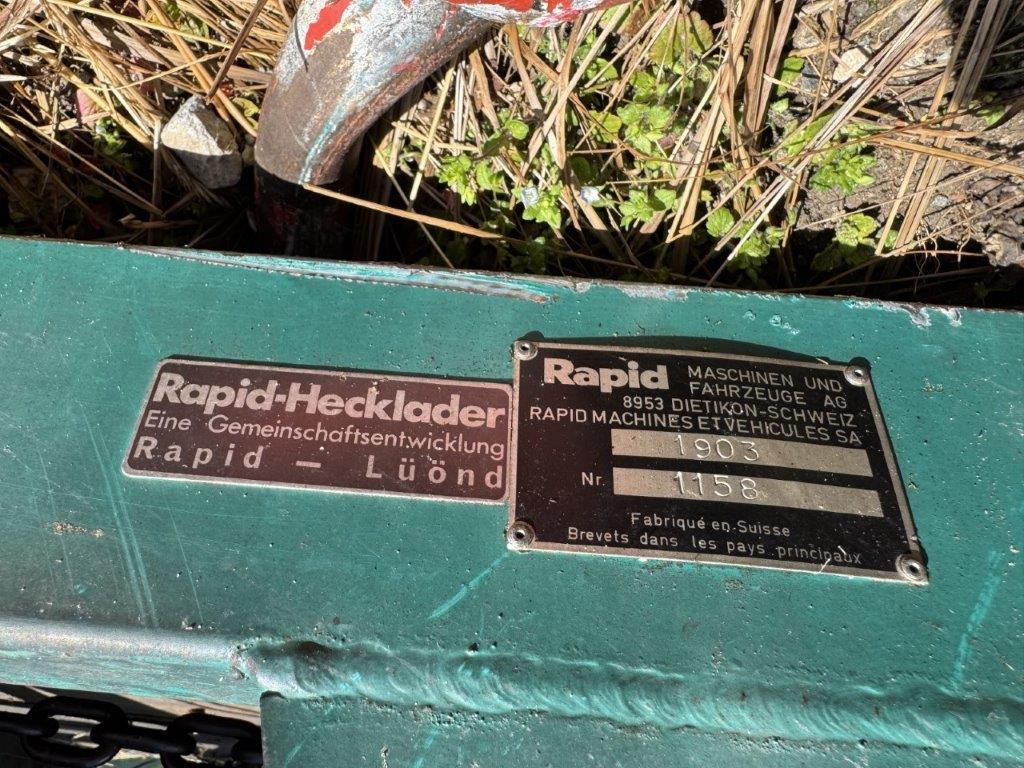 Rapid-Hecklader
Eine Gemeinschaftsentwicklung
Rapid - Lüönd
Rapid MASCHINEN UND
FAHRZEUGE AG
8953 DIETIKON-SCHWEIZ
RAPID MACHINES ET VEHICULES SA
1903
Nr. 1158
Fabriqué en Suisse
Brevets dans les pays principaux